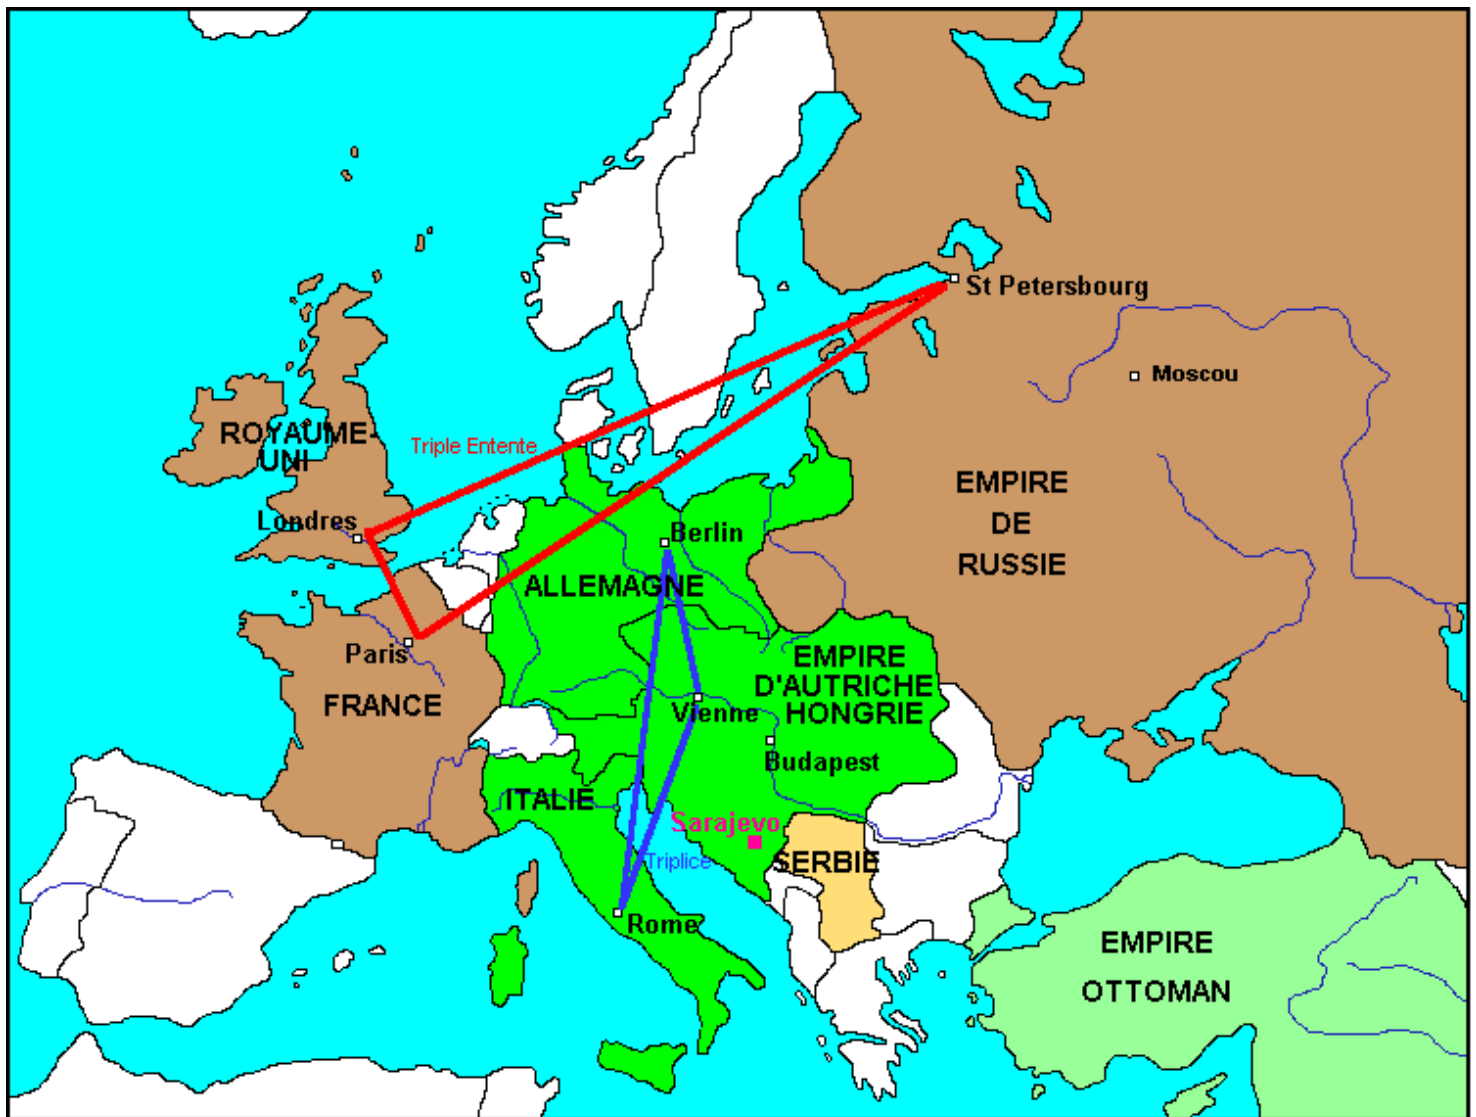 St Petersbourg
Moscou
ROYAUME-
UNI
Triple Entente
Londres
EMPIRE
DE
RUSSIE
Berlin
ALLEMAGNE
Paris
FRANCE
EMPIRE
D'AUTRICHE
HONGRIE
Vienne
Budapest
ITALIE
Sarajevo
Triplice
SERBIE
Rome
EMPIRE
OTTOMAN